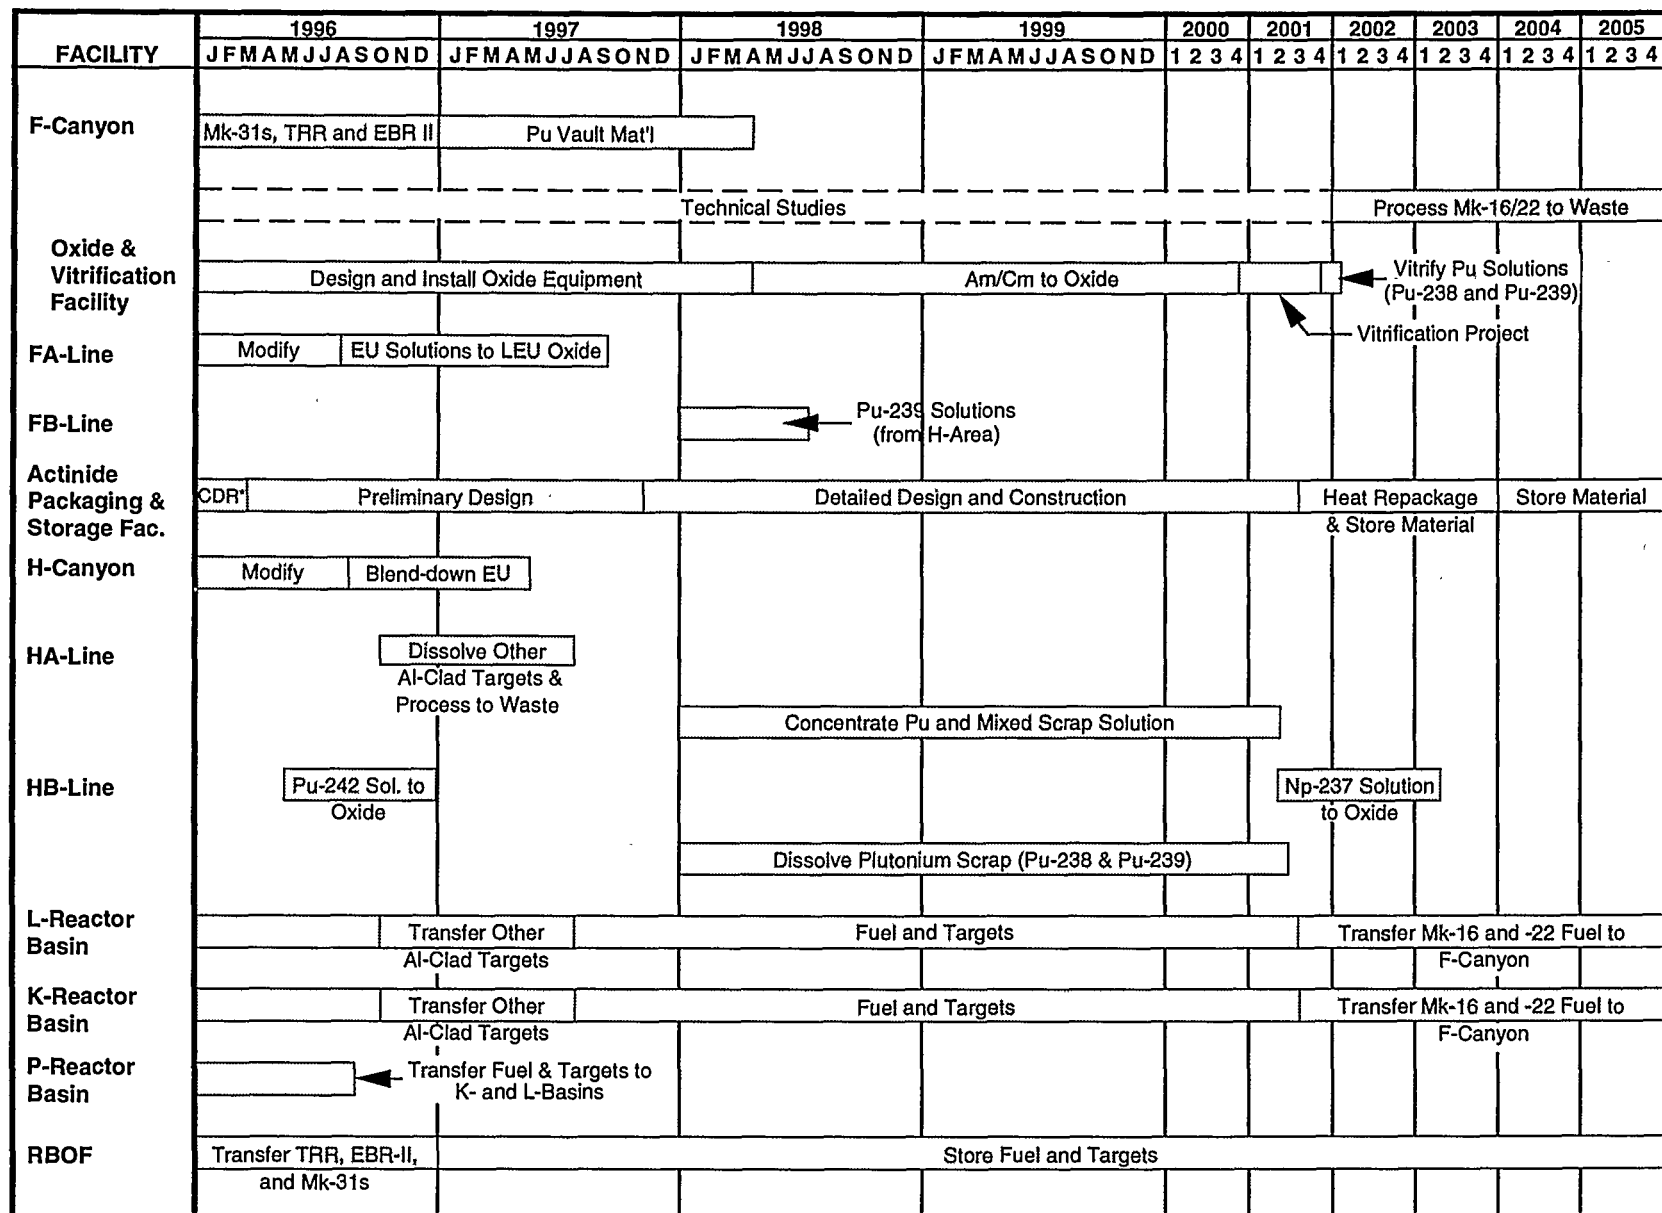 1996 1997 1998 1999 2000 2001 2002 2003 2004 2005
FACILITY J F M A M J J A S O N D J F M A M J J A S O N D J F M A M J J A S O N D J F M A M J J A S O N D 1 2 3 4 1 2 3 4 1 2 3 4 1 2 3 4 1 2 3 4 1 2 3 4
F-Canyon
Mk-31s, TRR and EBR II Pu Vault Mat'l
Technical Studies Process Mk-16/22 to Waste
Oxide &
Vitrification
Facility
Design and Install Oxide Equipment Am/Cm to Oxide
Vitrify Pu Solutions
(Pu-238 and Pu-239)
Vitrification Project
FA-Line
Modify EU Solutions to LEU Oxide
FB-Line
Pu-239 Solutions
(from H-Area)
Actinide
Packaging &
Storage Fac.
CDR* Preliminary Design Detailed Design and Construction Heat Repackage Store Material
& Store Material
H-Canyon
Modify Blend-down EU
HA-Line
Dissolve Other
Al-Clad Targets &
Process to Waste
Concentrate Pu and Mixed Scrap Solution
HB-Line
Pu-242 Sol. to
Oxide
Np-237 Solution
to Oxide
Dissolve Plutonium Scrap (Pu-238 & Pu-239)
L-Reactor
Basin
Transfer Other Fuel and Targets Transfer Mk-16 and -22 Fuel to
Al-Clad Targets F-Canyon
K-Reactor
Basin
Transfer Other Fuel and Targets Transfer Mk-16 and -22 Fuel to
Al-Clad Targets F-Canyon
P-Reactor
Basin
Transfer Fuel & Targets to
K- and L-Basins
RBOF
Transfer TRR, EBR-II, Store Fuel and Targets
and Mk-31s